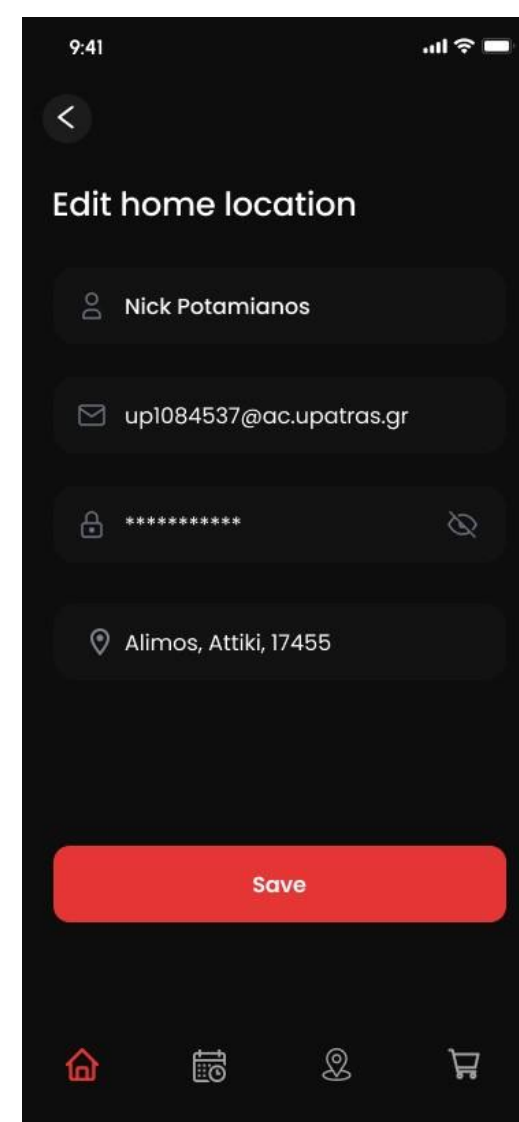 9:41
Edit home location
Nick Potamianos
up1084537@ac.upatras.gr
***********
Alimos, Attiki, 17455
Save